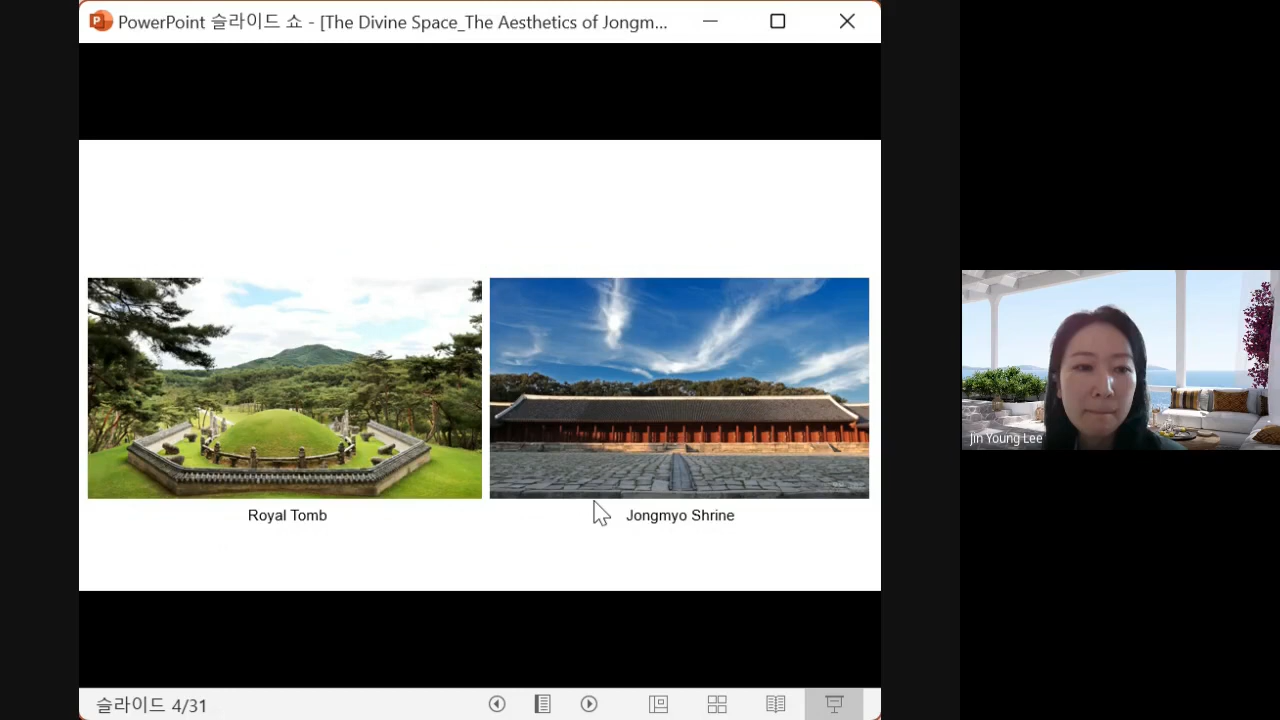 PowerPoint 슬라이드 쇼 - [The Divine Space_The Aesthetics of Jongm...
Royal Tomb
Jongmyo Shrine
Jin Young Lee
슬라이드 4/31